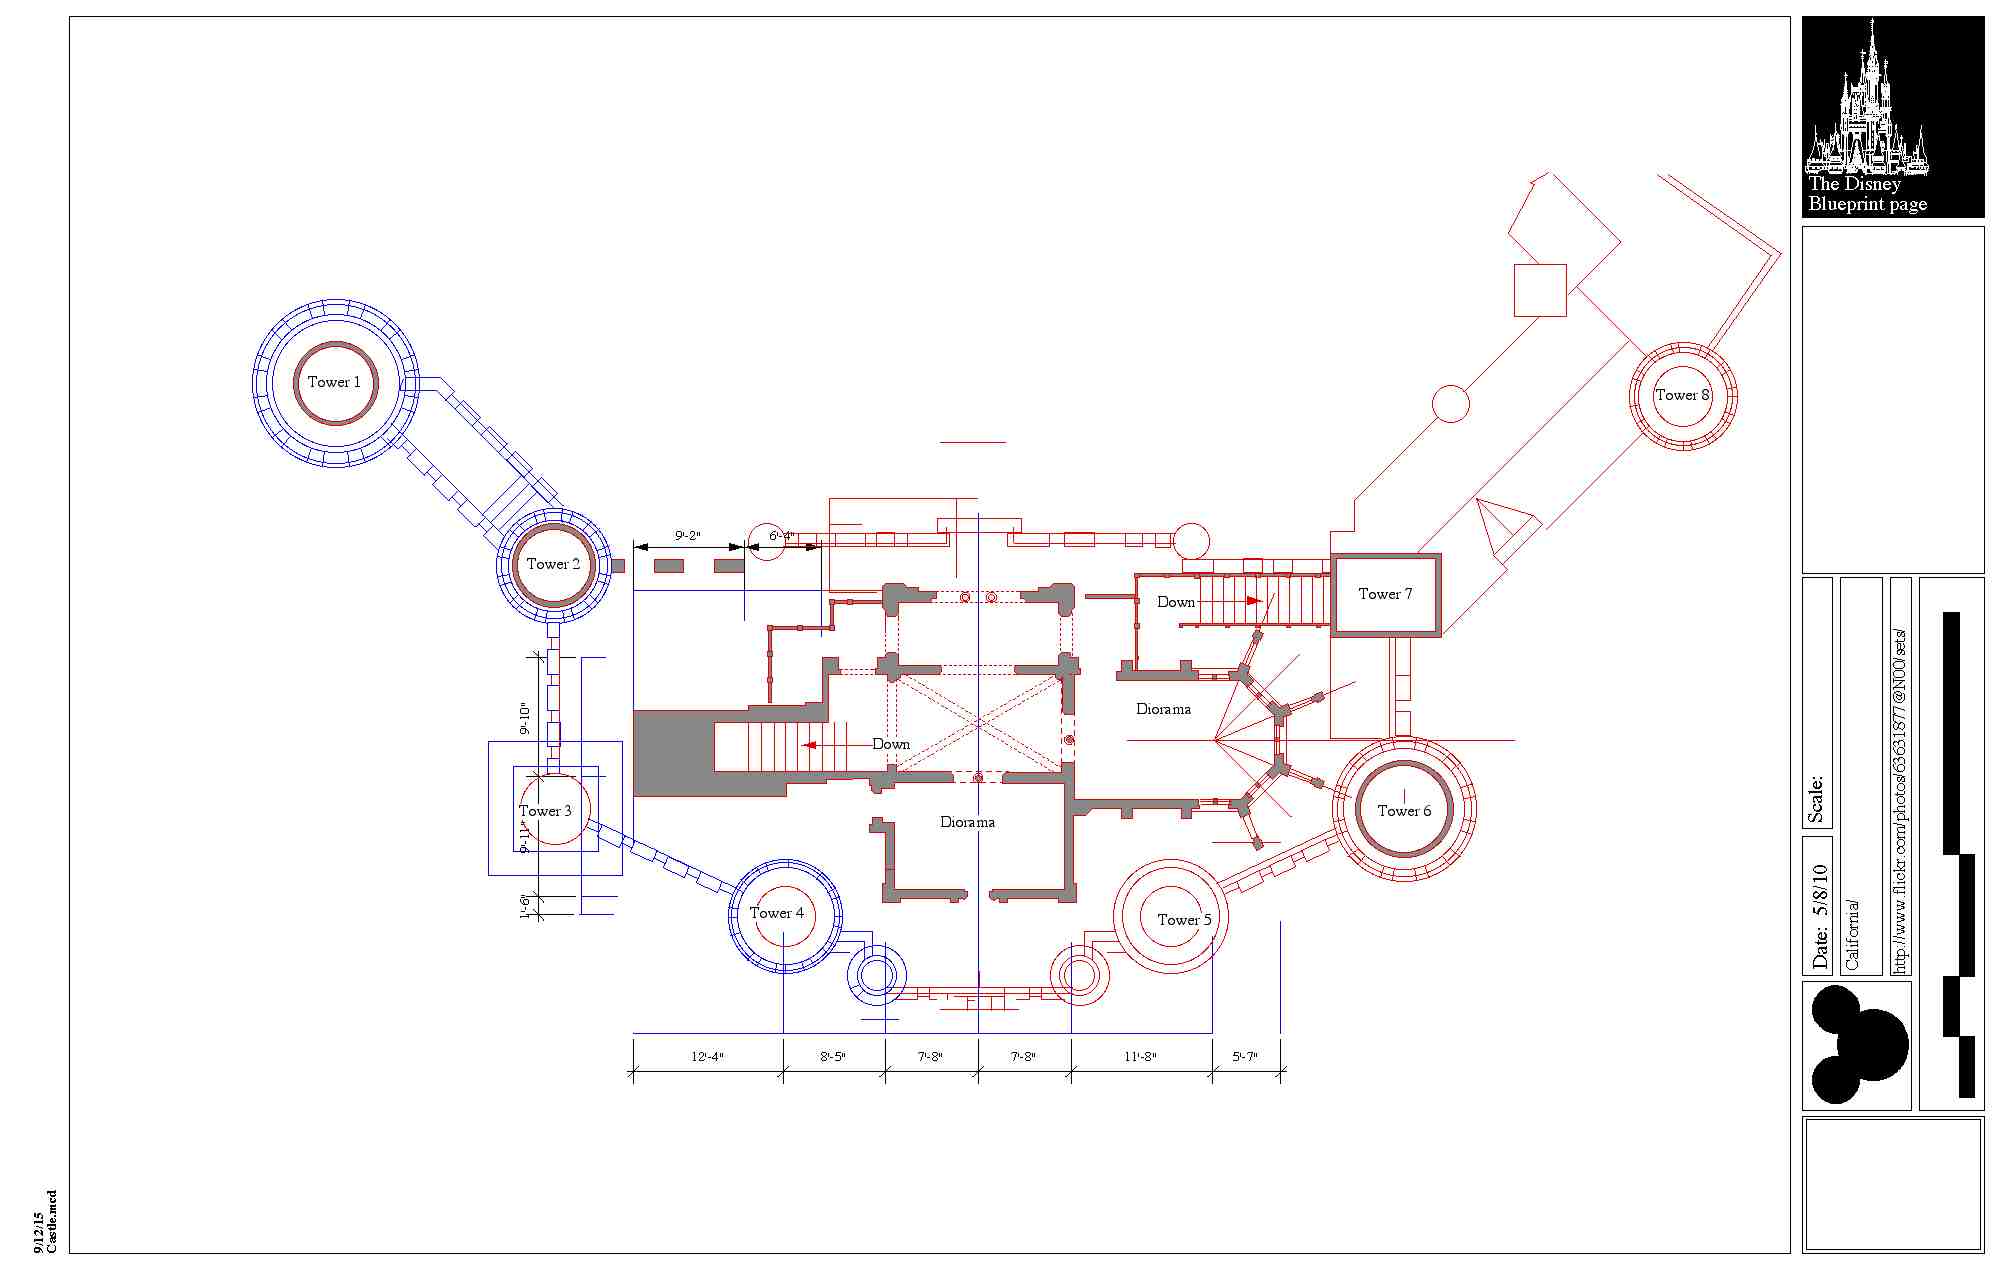 The Disney
Blueprint page
Tower 1
Tower 8
9'-2"
6'-4"
Tower 2
Tower 7
Down
Diorama
9'-10"
Down
Tower 3
9'-11"
Diorama
Tower 6
1'-6"
Tower 4
Tower 5
12'-4"
8'-5"
7'-8"
7'-8"
11'-8"
5'-7"
Scale:
Date: 5/8/10
California/
http://www.flickr.com/photos/63631877@N00/sets/
9/12/15
Castle.mcd